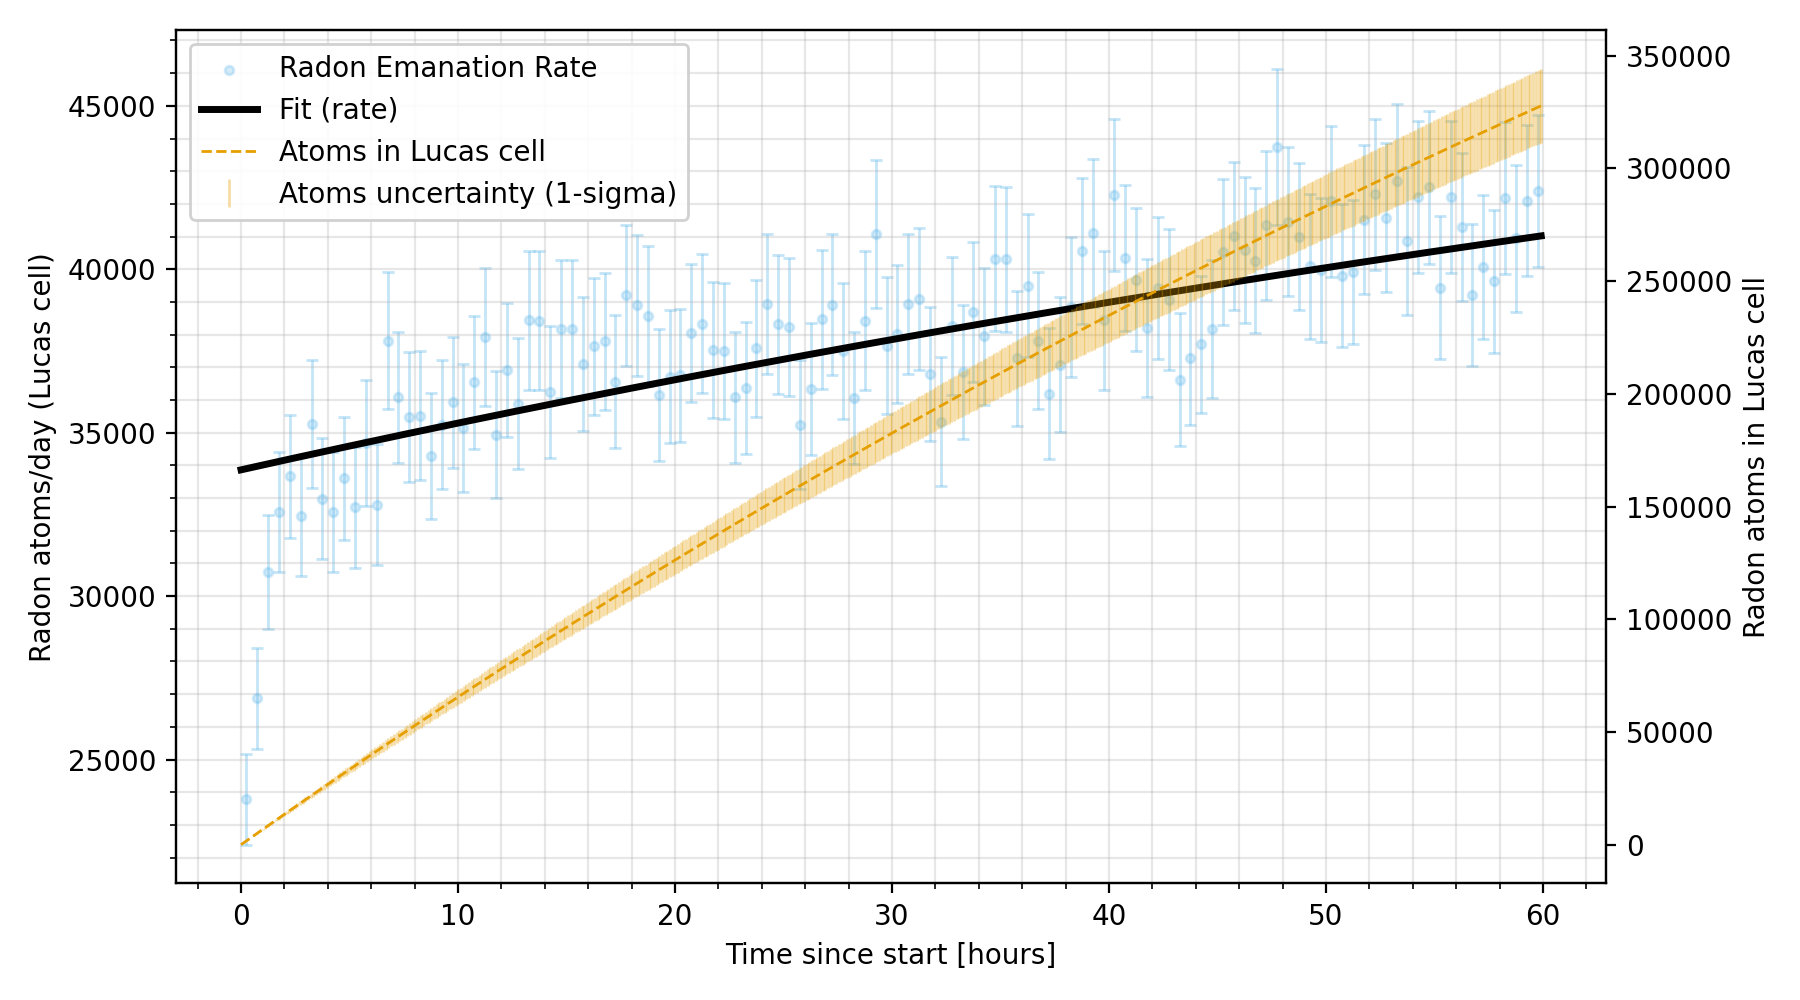 Radon Emanation Rate
Fit (rate)
Atoms in Lucas cell
Atoms uncertainty (1-sigma)
Radon atoms/day (Lucas cell)
45000
40000
35000
30000
25000
350000
300000
250000
200000
150000
100000
50000
0
Radon atoms in Lucas cell
0 10 20 30 40 50 60
Time since start [hours]